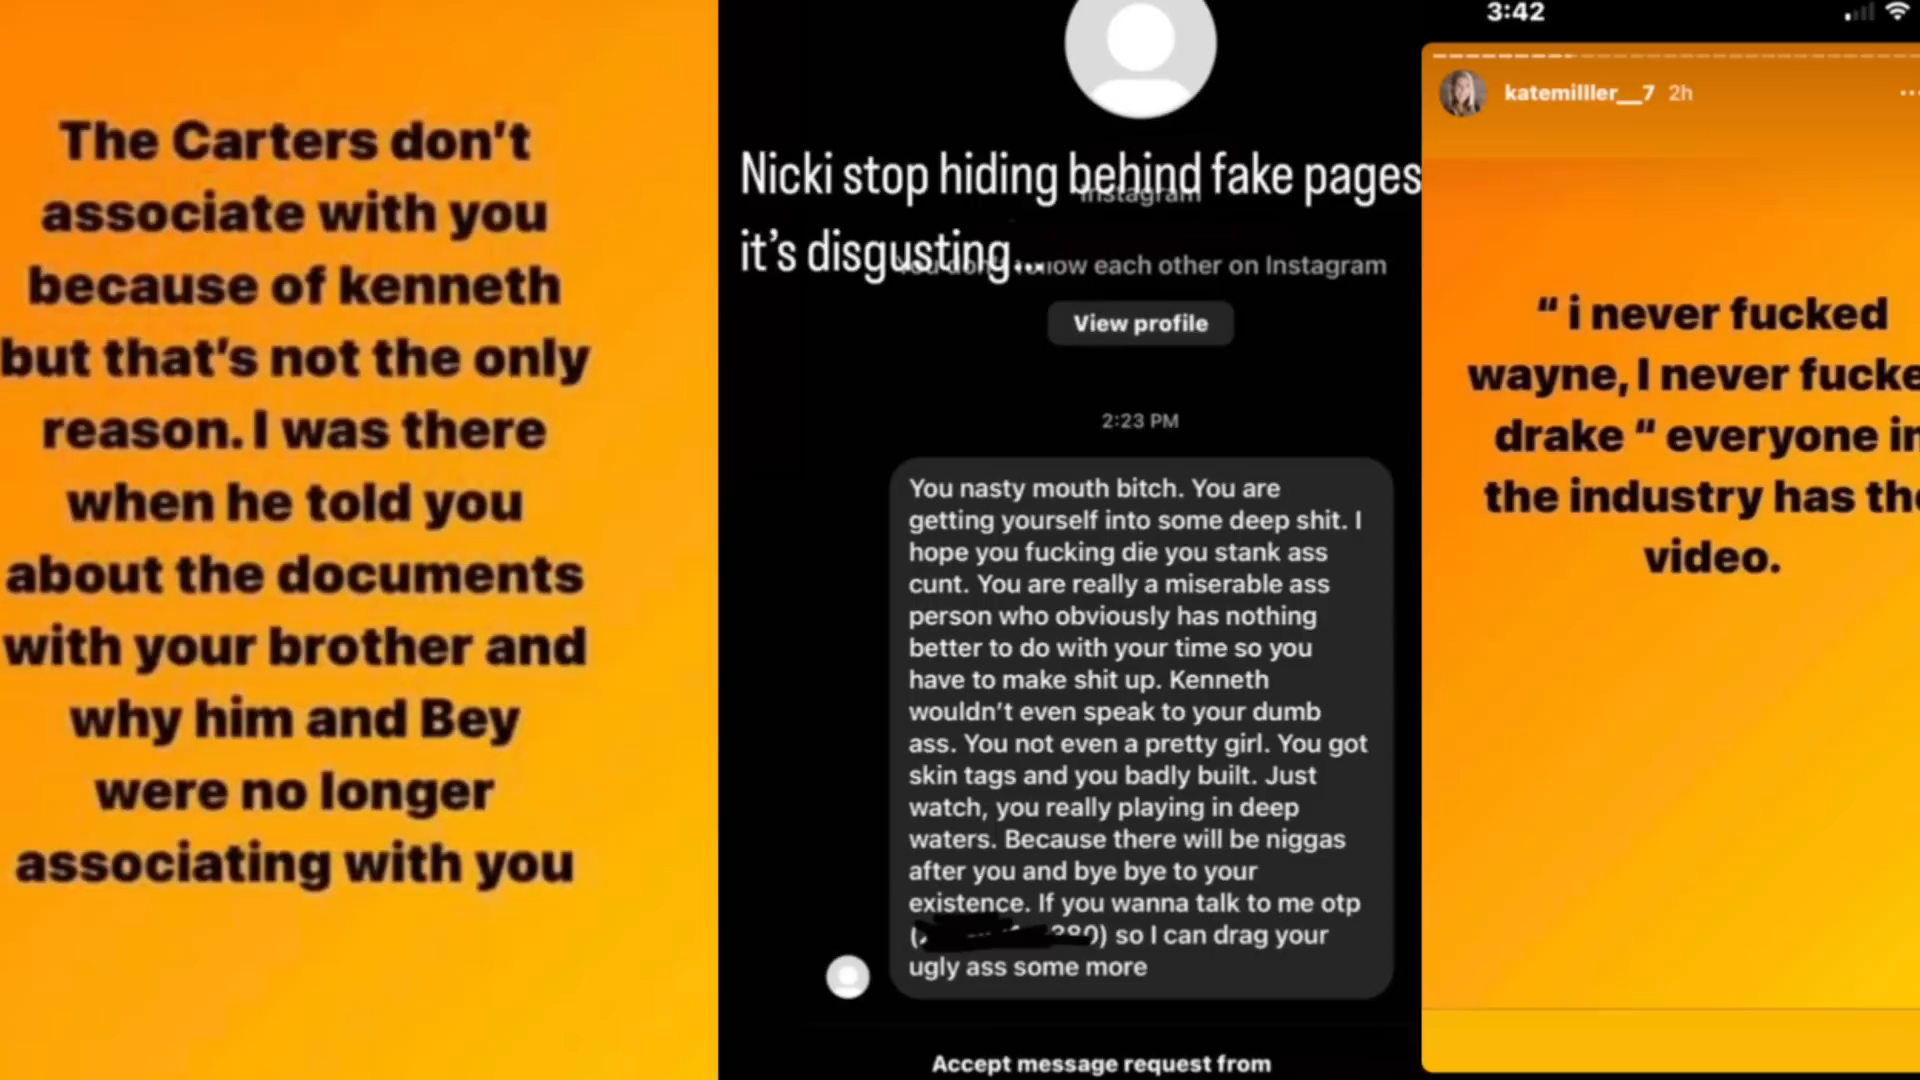 The Carters don't
associate with you
because of kenneth
but that's not the only
reason. I was there
when he told you
about the documents
with your brother and
why him and Bey
were no longer
associating with you
Nicki stop hiding behind fake pages
Instagram
it's disgusting...
each other on Instagram
View profile
2:23 PM
You nasty mouth bitch. You are
getting yourself into some deep shit. I
hope you fucking die you stank ass
cunt. You are really a miserable ass
person who obviously has nothing
better to do with your time so you
have to make shit up. Kenneth
wouldn't even speak to your dumb
ass. You not even a pretty girl. You got
skin tags and you badly built. Just
watch, you really playing in deep
waters. Because there will be niggas
after you and bye bye to your
existence. If you wanna talk to me otp
so I can drag your
ugly ass some more
Accept message request from
3:42
katemilller__7 2h
" i never fucked
wayne, I never fucke
drake " everyone in
the industry has the
video.